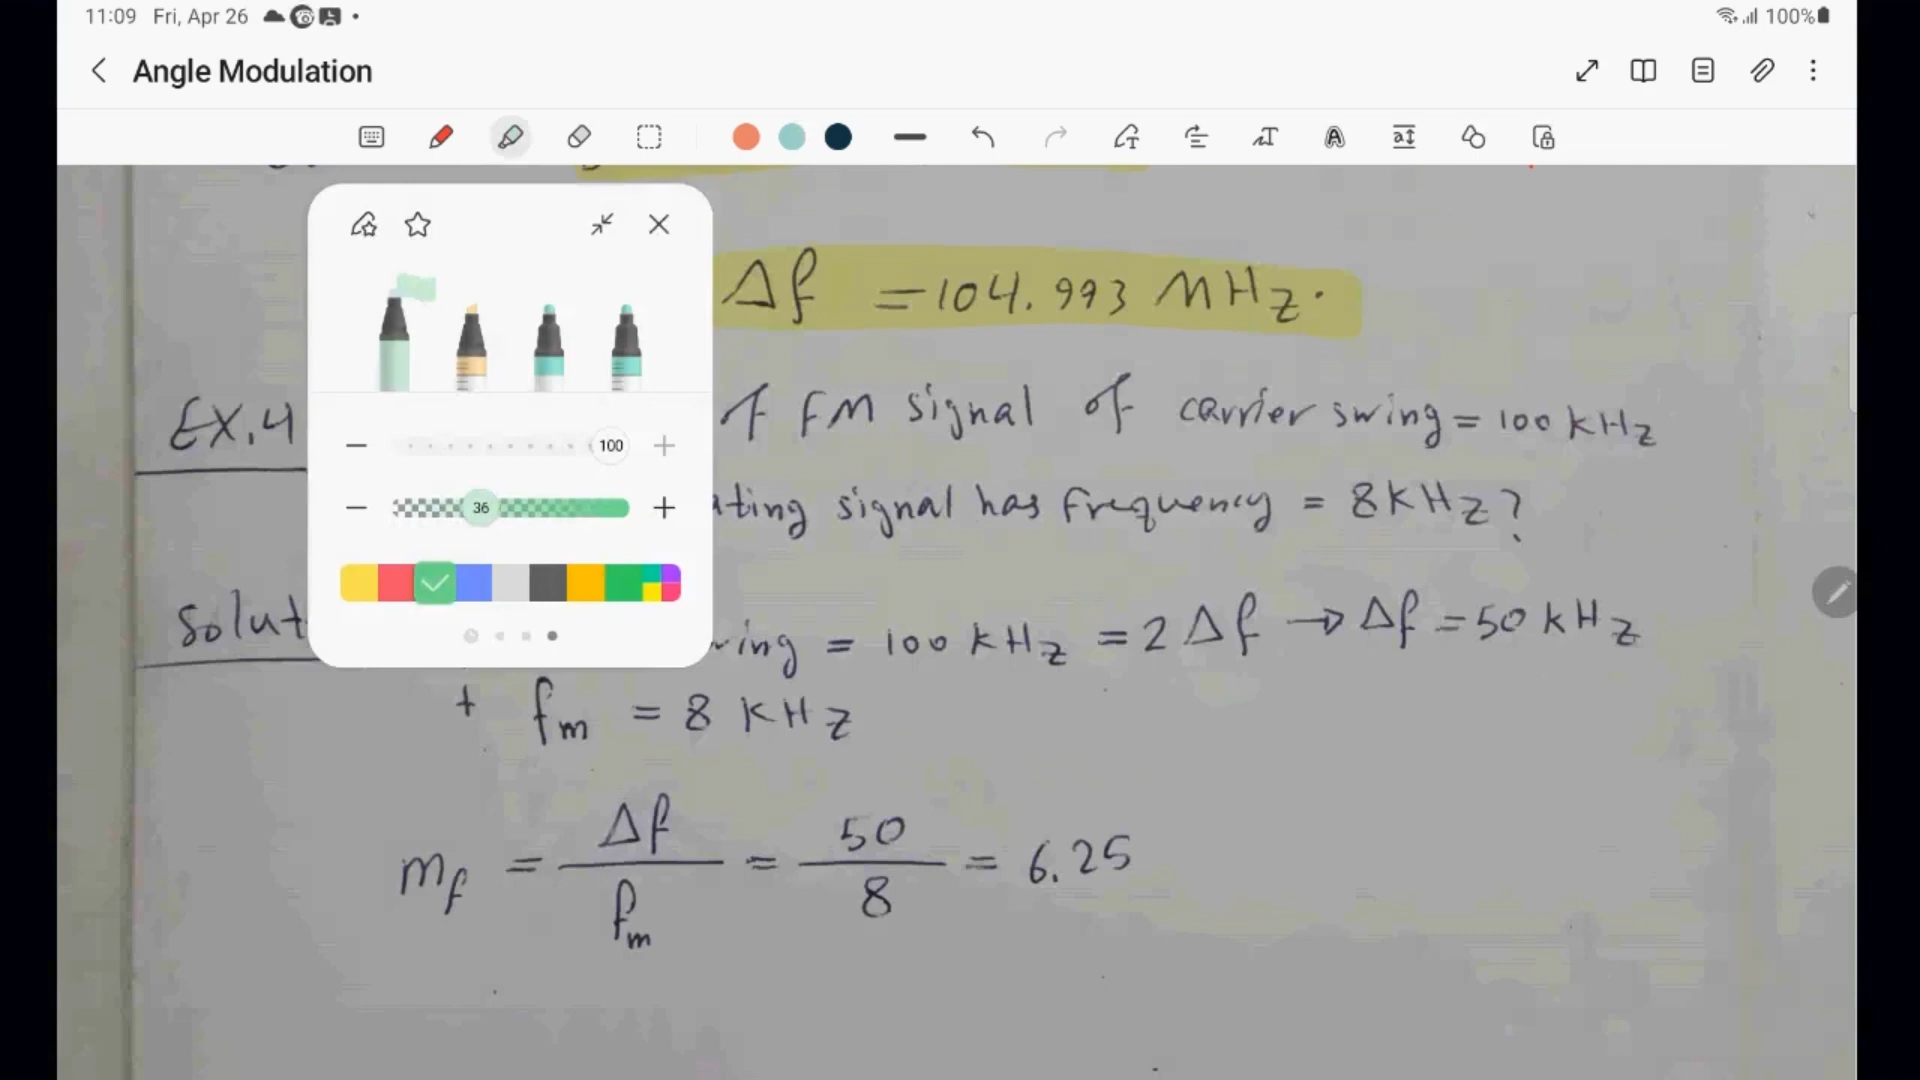 11:09 Fri, Apr 26 100%
Angle Modulation
Δf = 104.993 MHz.
100
36
EX.4 of FM signal of carrier swing = 100 kHz
ating signal has frequency = 8 kHz?
Solut ring = 100 kHz = 2 Δf → Δf = 50 kHz
+ fm = 8 KHz
mf = Δf / fm = 50 / 8 = 6.25